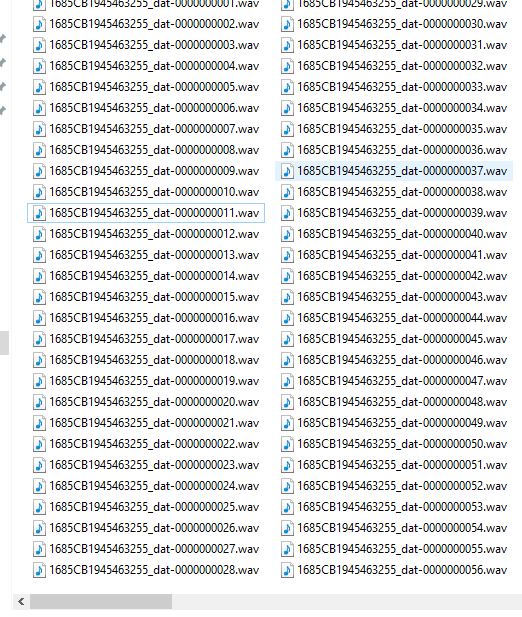 1685CB1945463255_dat-0000000001.wav
1685CB1945463255_dat-0000000002.wav
1685CB1945463255_dat-0000000003.wav
1685CB1945463255_dat-0000000004.wav
1685CB1945463255_dat-0000000005.wav
1685CB1945463255_dat-0000000006.wav
1685CB1945463255_dat-0000000007.wav
1685CB1945463255_dat-0000000008.wav
1685CB1945463255_dat-0000000009.wav
1685CB1945463255_dat-0000000010.wav
1685CB1945463255_dat-0000000011.wav
1685CB1945463255_dat-0000000012.wav
1685CB1945463255_dat-0000000013.wav
1685CB1945463255_dat-0000000014.wav
1685CB1945463255_dat-0000000015.wav
1685CB1945463255_dat-0000000016.wav
1685CB1945463255_dat-0000000017.wav
1685CB1945463255_dat-0000000018.wav
1685CB1945463255_dat-0000000019.wav
1685CB1945463255_dat-0000000020.wav
1685CB1945463255_dat-0000000021.wav
1685CB1945463255_dat-0000000022.wav
1685CB1945463255_dat-0000000023.wav
1685CB1945463255_dat-0000000024.wav
1685CB1945463255_dat-0000000025.wav
1685CB1945463255_dat-0000000026.wav
1685CB1945463255_dat-0000000027.wav
1685CB1945463255_dat-0000000028.wav
1685CB1945463255_dat-0000000029.wav
1685CB1945463255_dat-0000000030.wav
1685CB1945463255_dat-0000000031.wav
1685CB1945463255_dat-0000000032.wav
1685CB1945463255_dat-0000000033.wav
1685CB1945463255_dat-0000000034.wav
1685CB1945463255_dat-0000000035.wav
1685CB1945463255_dat-0000000036.wav
1685CB1945463255_dat-0000000037.wav
1685CB1945463255_dat-0000000038.wav
1685CB1945463255_dat-0000000039.wav
1685CB1945463255_dat-0000000040.wav
1685CB1945463255_dat-0000000041.wav
1685CB1945463255_dat-0000000042.wav
1685CB1945463255_dat-0000000043.wav
1685CB1945463255_dat-0000000044.wav
1685CB1945463255_dat-0000000045.wav
1685CB1945463255_dat-0000000046.wav
1685CB1945463255_dat-0000000047.wav
1685CB1945463255_dat-0000000048.wav
1685CB1945463255_dat-0000000049.wav
1685CB1945463255_dat-0000000050.wav
1685CB1945463255_dat-0000000051.wav
1685CB1945463255_dat-0000000052.wav
1685CB1945463255_dat-0000000053.wav
1685CB1945463255_dat-0000000054.wav
1685CB1945463255_dat-0000000055.wav
1685CB1945463255_dat-0000000056.wav